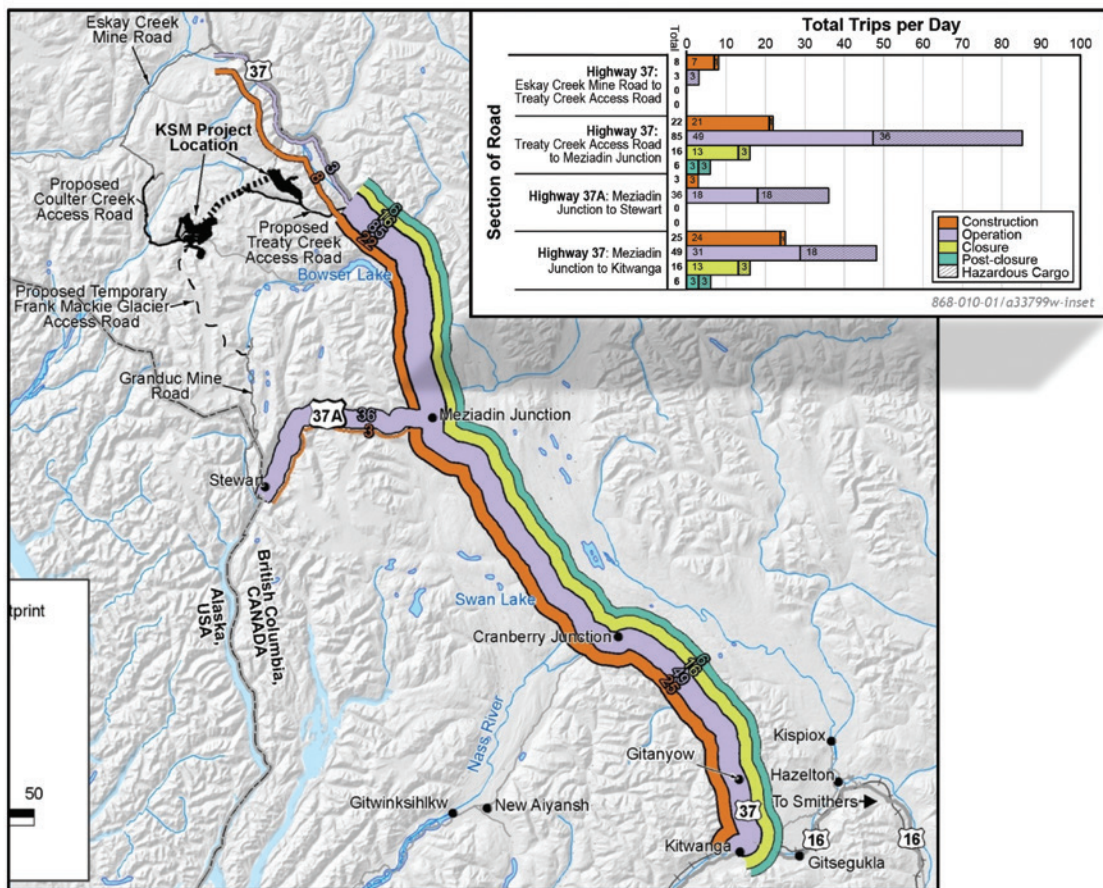 Total Trips per Day
Total
0 10 20 30 40 50 60 70 80 90 100
Section of Road
Highway 37:
Eskay Creek Mine Road to
Treaty Creek Access Road
8 7
3 3
0
0
Highway 37:
Treaty Creek Access Road
to Meziadin Junction
22 21
85 49 36
16 13 3
6 3 3
Highway 37A: Meziadin
Junction to Stewart
3 3
36 18 18
0
0
Highway 37: Meziadin
Junction to Kitwanga
25 24
49 31 18
16 13 3
6 3 3
Construction
Operation
Closure
Post-closure
Hazardous Cargo
868-010-01/a33799w-inset
Eskay Creek
Mine Road
37
KSM Project
Location
Proposed
Coulter Creek
Access Road
3
8
Proposed
Treaty Creek
Access Road
Bowser Lake
Proposed Temporary
Frank Mackie Glacier
Access Road
Granduc Mine
Road
37A
36
3
Meziadin Junction
Stewart
British Columbia,
CANADA
Alaska,
USA
Swan Lake
Cranberry Junction
25 49 16 6
Nass River
tprint
50
Kispiox
Gitanyow
Hazelton
To Smithers
Gitwinksihlkw
New Aiyansh
37
16
16
Kitwanga
Gitsegukla